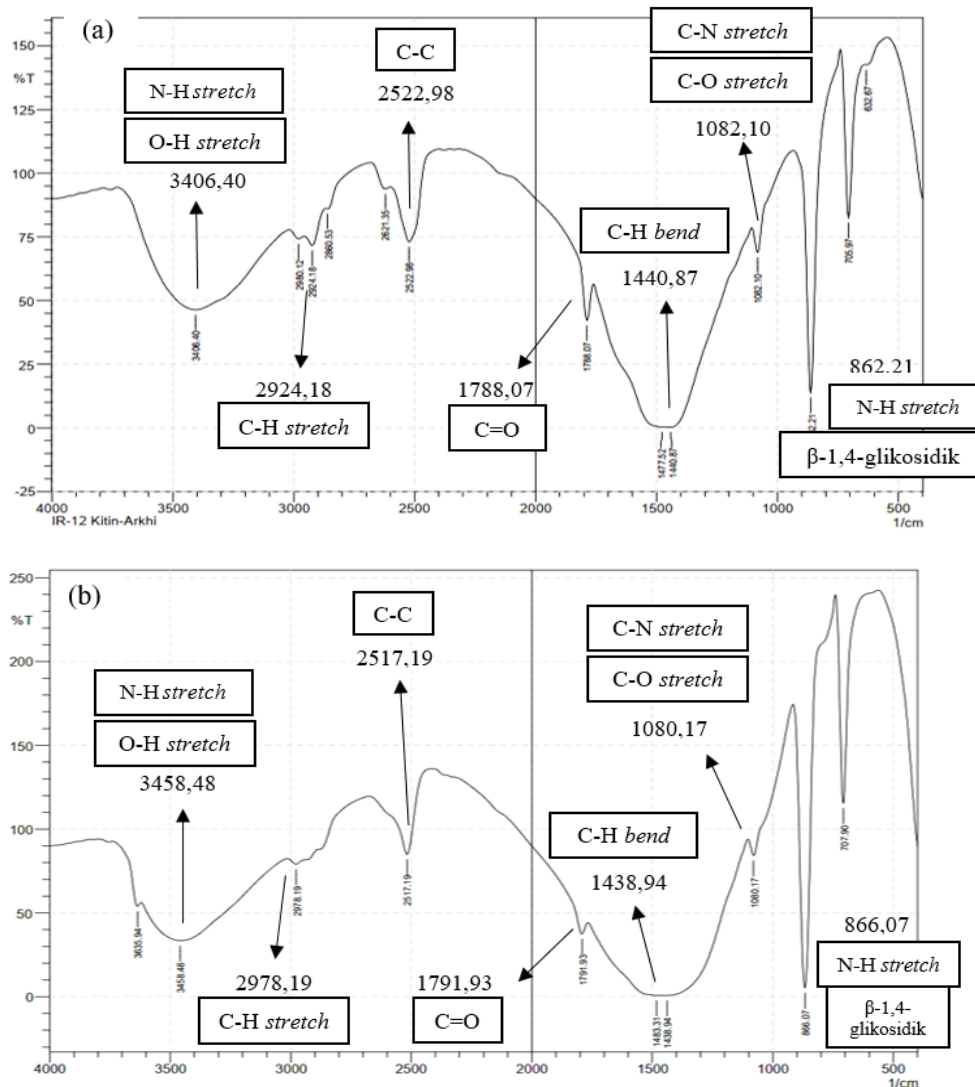 (a)
150
%T
125
100
75
50
25
0
-25
N-H stretch
O-H stretch
3406,40
C-C
2522,98
C-N stretch
C-O stretch
1082,10
C-H bend
1440,87
2924,18
C-H stretch
1788,07
C=O
862.21
N-H stretch
β-1,4-glikosidik
3406.40
2980.12
2924.18
2860.53
2621.35
2522.98
1788.07
1477.52
1440.87
1082.10
2.21
705.97
632.67
4000
3500
3000
2500
2000
1500
1000
500
IR-12 Kitin-Arkhi
1/cm
(b)
250
%T
200
150
100
50
0
N-H stretch
O-H stretch
3458,48
C-C
2517,19
C-N stretch
C-O stretch
1080,17
C-H bend
1438,94
2978,19
C-H stretch
1791,93
C=O
866,07
N-H stretch
β-1,4-
glikosidik
3635.94
3458.48
2978.19
2517.19
1791.93
1483.31
1438.94
1080.17
866.07
707.90
4000
3500
3000
2500
2000
1500
1000
500
1/cm